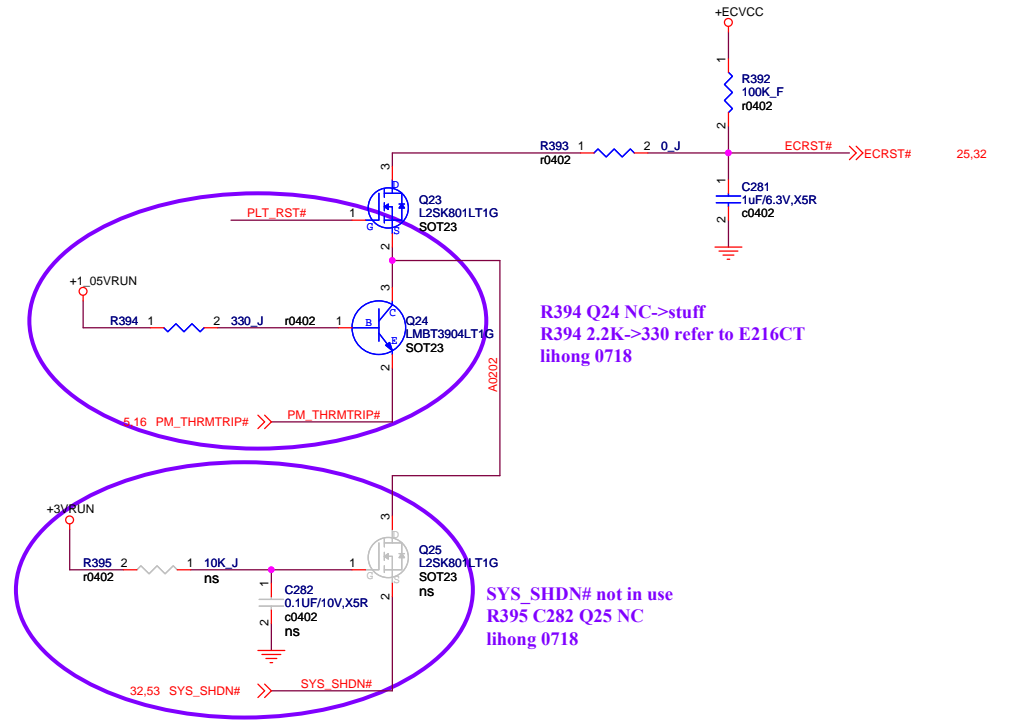 +ECVCC
1
R392
100K_F
r0402
2
R393 1 2 0_J
r0402
ECRST# ECRST# 25,32
3
D
Q23
L2SK801LT1G
SOT23
PLT_RST# 1
G
S
2
1
C281
1uF/6.3V,X5R
c0402
2
+1_05VRUN
3
C
R394 1 2 330_J r0402 1
B
Q24
LMBT3904LT1G
SOT23
E
2
R394 Q24 NC->stuff
R394 2.2K->330 refer to E216CT
lihong 0718
A0202
5,16 PM_THRMTRIP# PM_THRMTRIP#
+3VRUN
3
D
Q25
L2SK801LT1G
SOT23
ns
R395 2 1 10K_J 1
r0402 ns
G
S
2
1
C282
0.1UF/10V,X5R
c0402
ns
2
SYS_SHDN# not in use
R395 C282 Q25 NC
lihong 0718
32,53 SYS_SHDN# SYS_SHDN#